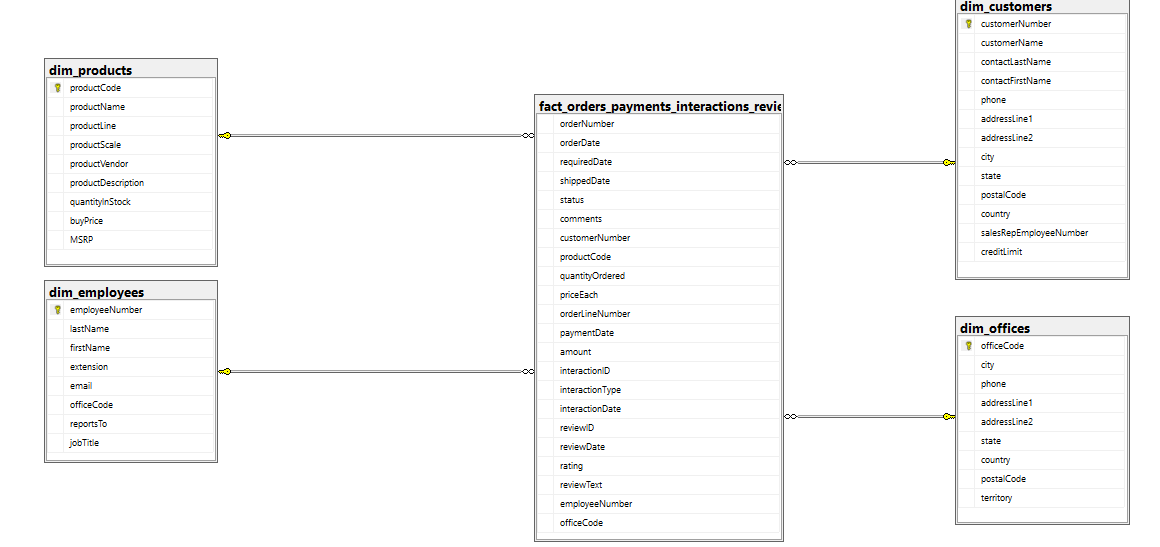 dim_products
productCode
productName
productLine
productScale
productVendor
productDescription
quantityInStock
buyPrice
MSRP
dim_employees
employeeNumber
lastName
firstName
extension
email
officeCode
reportsTo
jobTitle
fact_orders_payments_interactions_revie
orderNumber
orderDate
requiredDate
shippedDate
status
comments
customerNumber
productCode
quantityOrdered
priceEach
orderLineNumber
paymentDate
amount
interactionID
interactionType
interactionDate
reviewID
reviewDate
rating
reviewText
employeeNumber
officeCode
dim_customers
customerNumber
customerName
contactLastName
contactFirstName
phone
addressLine1
addressLine2
city
state
postalCode
country
salesRepEmployeeNumber
creditLimit
dim_offices
officeCode
city
phone
addressLine1
addressLine2
state
country
postalCode
territory